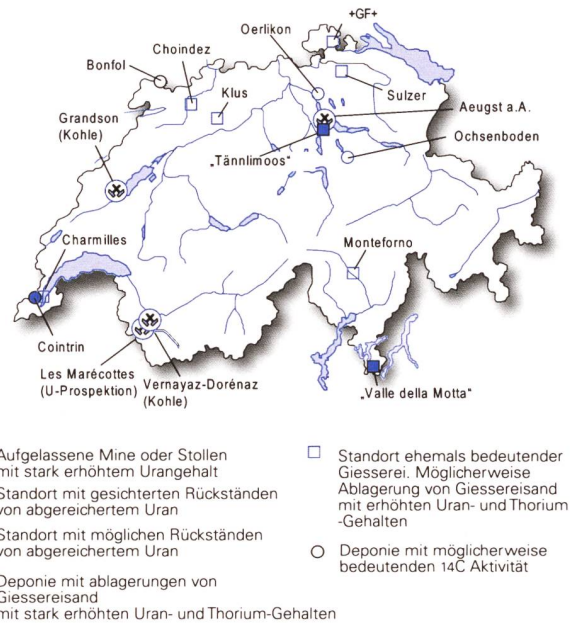 +GF+
Oerlikon
Choindez
Bonfol
Klus
Sulzer
Grandson
(Kohle)
Aeugst a.A.
Ochsenboden
„Tännlimoos“
Charmilles
Monteforno
Cointrin
Les Marécottes
(U-Prospektion)
Vernayaz-Dorénaz
(Kohle)
„Valle della Motta“
Aufgelassene Mine oder Stollen
mit stark erhöhtem Urangehalt
Standort mit gesicherten Rückständen
von abgereichertem Uran
Standort mit möglichen Rückständen
von abgereichertem Uran
Deponie mit ablagerungen von
Giessereisand
mit stark erhöhten Uran- und Thorium-Gehalten
Standort ehemals bedeutender
Giesserei. Möglicherweise
Ablagerung von Giessereisand
mit erhöhten Uran- und Thorium
-Gehalten
Deponie mit möglicherweise
bedeutenden 14C Aktivität